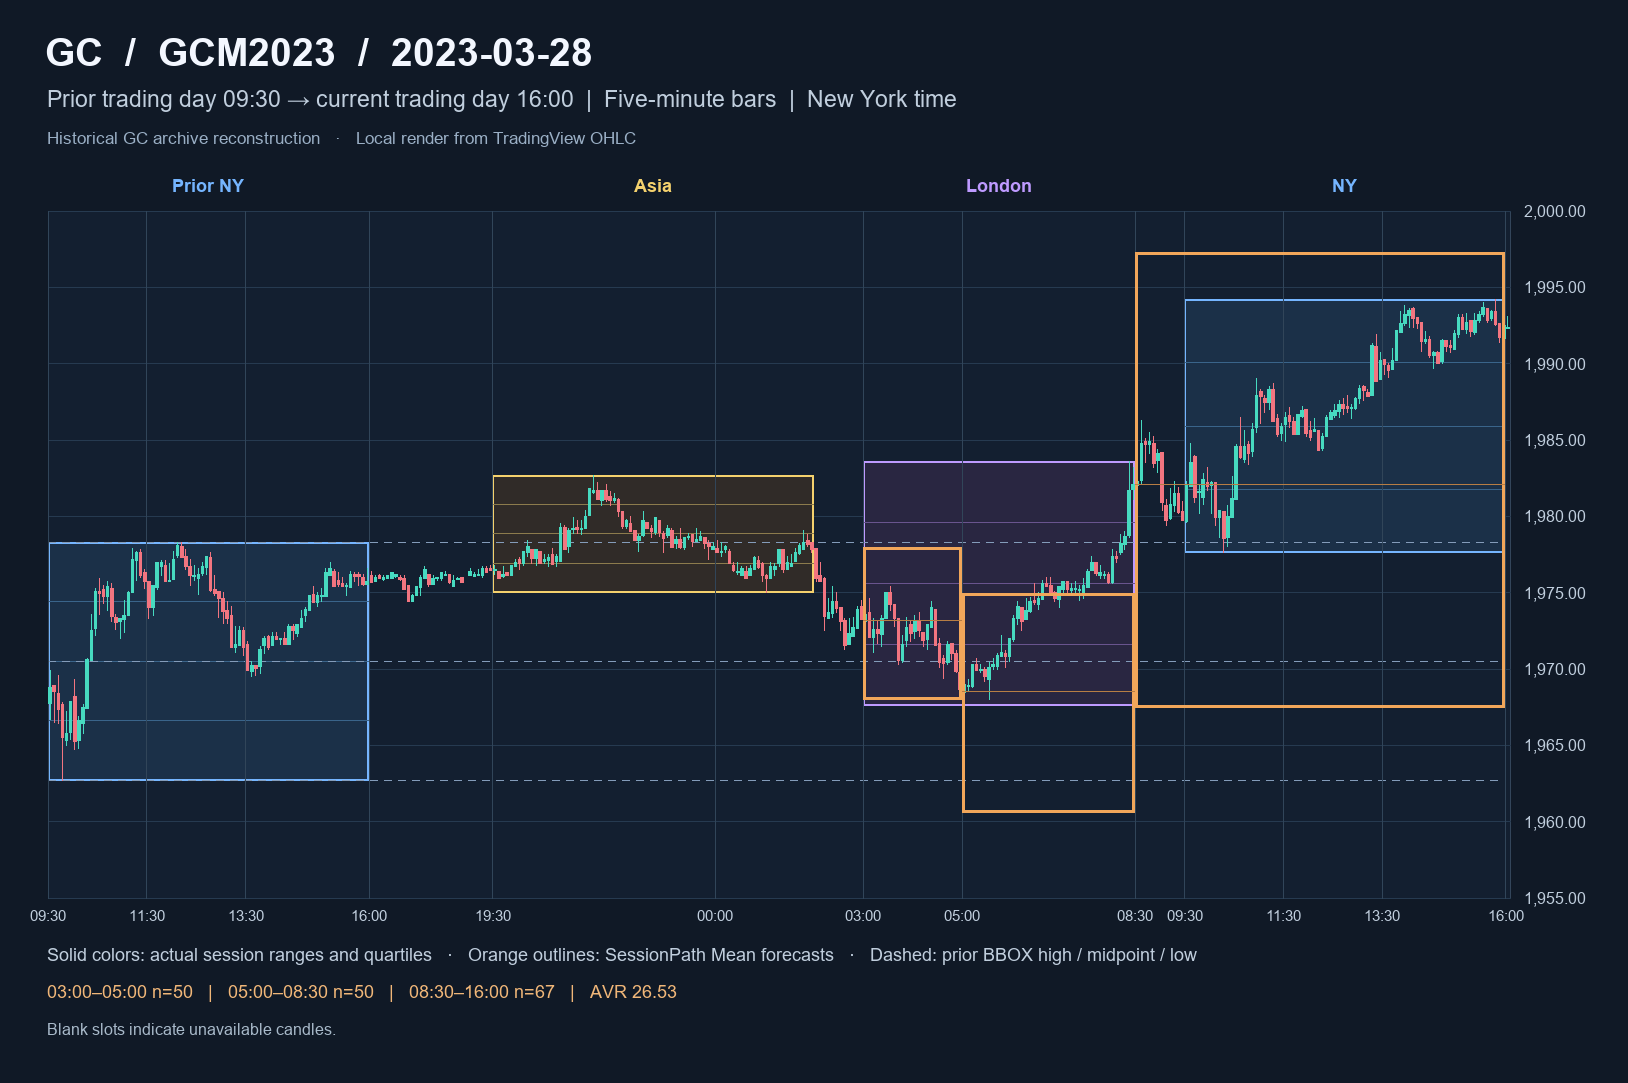 GC / GCM2023 / 2023-03-28
Prior trading day 09:30 → current trading day 16:00 | Five-minute bars | New York time
Historical GC archive reconstruction · Local render from TradingView OHLC
Prior NY Asia London NY
2,000.00
1,995.00
1,990.00
1,985.00
1,980.00
1,975.00
1,970.00
1,965.00
1,960.00
1,955.00
09:30 11:30 13:30 16:00 19:30 00:00 03:00 05:00 08:30 09:30 11:30 13:30 16:00
Solid colors: actual session ranges and quartiles · Orange outlines: SessionPath Mean forecasts · Dashed: prior BBOX high / midpoint / low
03:00–05:00 n=50 | 05:00–08:30 n=50 | 08:30–16:00 n=67 | AVR 26.53
Blank slots indicate unavailable candles.